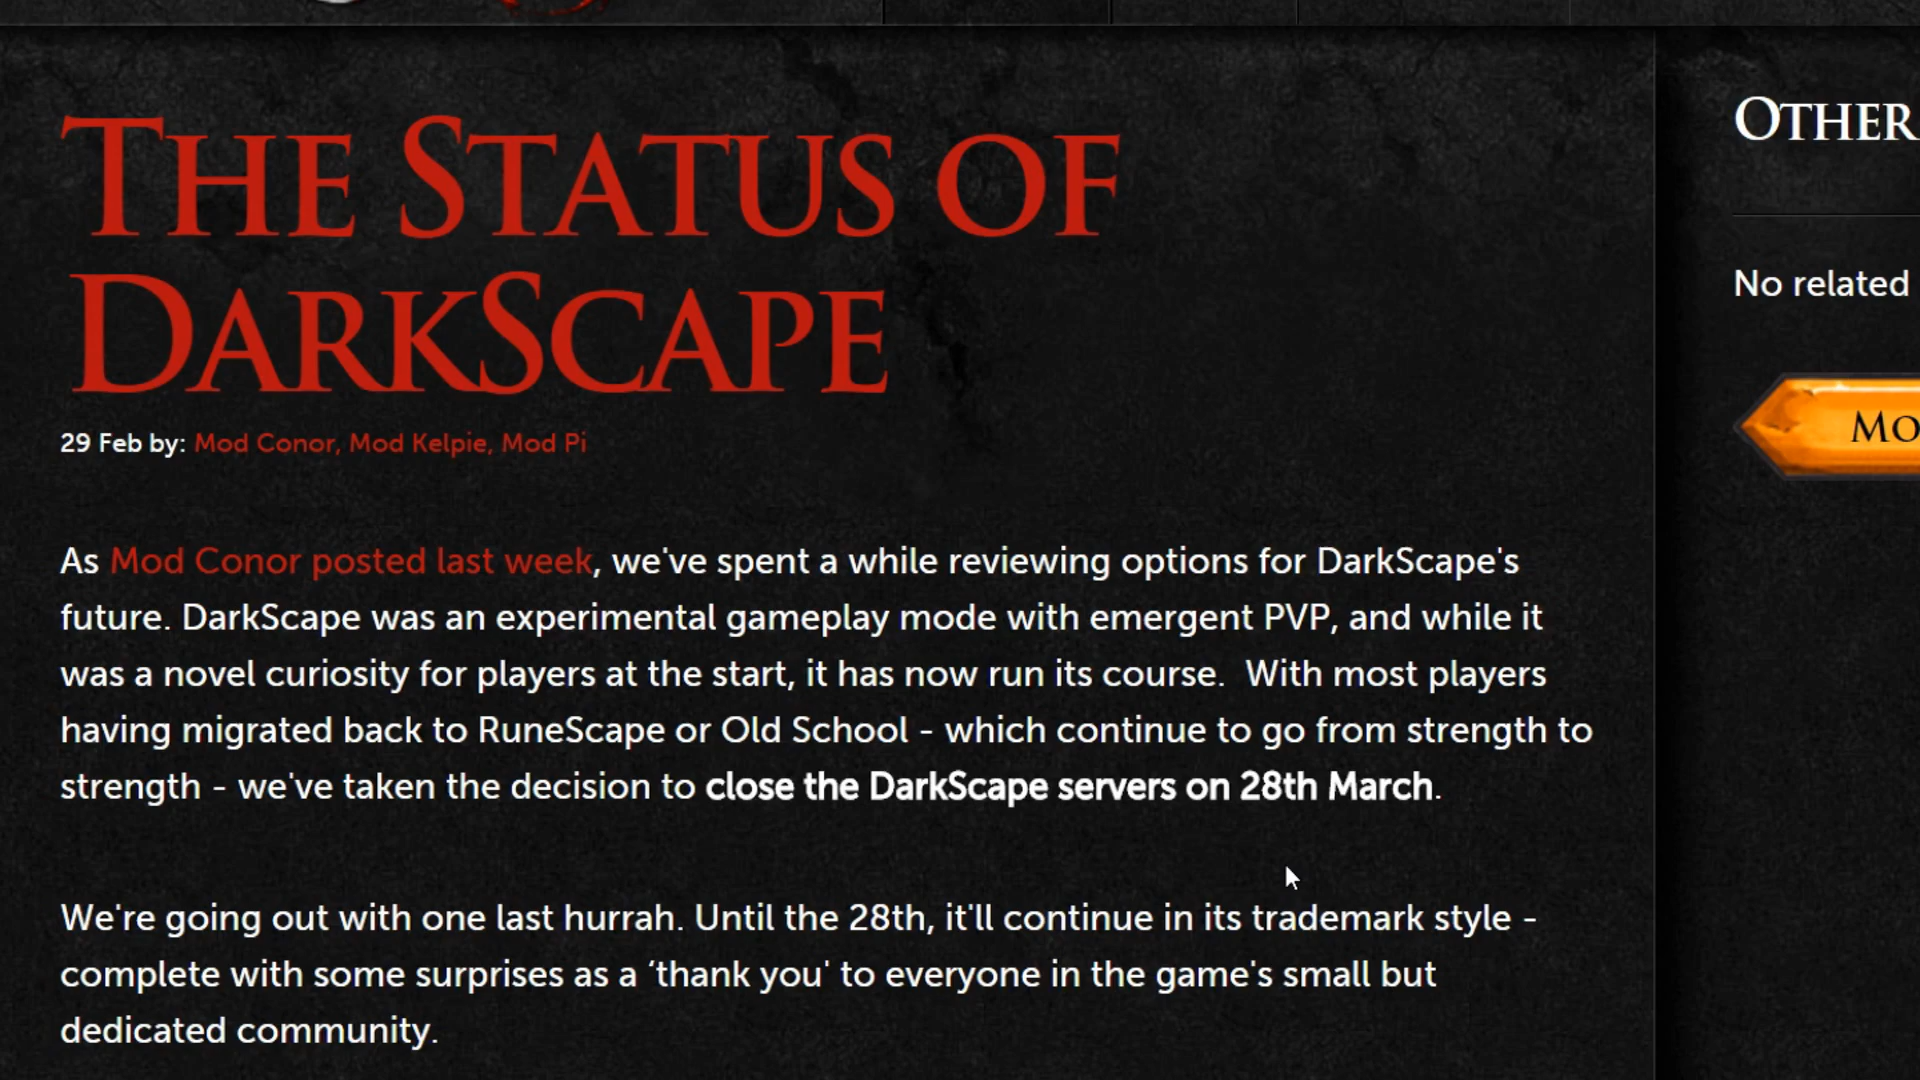 The Status of
DarkScape
29 Feb by: Mod Conor, Mod Kelpie, Mod Pi
As Mod Conor posted last week, we've spent a while reviewing options for DarkScape's
future. DarkScape was an experimental gameplay mode with emergent PVP, and while it
was a novel curiosity for players at the start, it has now run its course.  With most players
having migrated back to RuneScape or Old School - which continue to go from strength to
strength - we've taken the decision to close the DarkScape servers on 28th March.
We're going out with one last hurrah. Until the 28th, it'll continue in its trademark style -
complete with some surprises as a ‘thank you' to everyone in the game's small but
dedicated community.
Other
No related